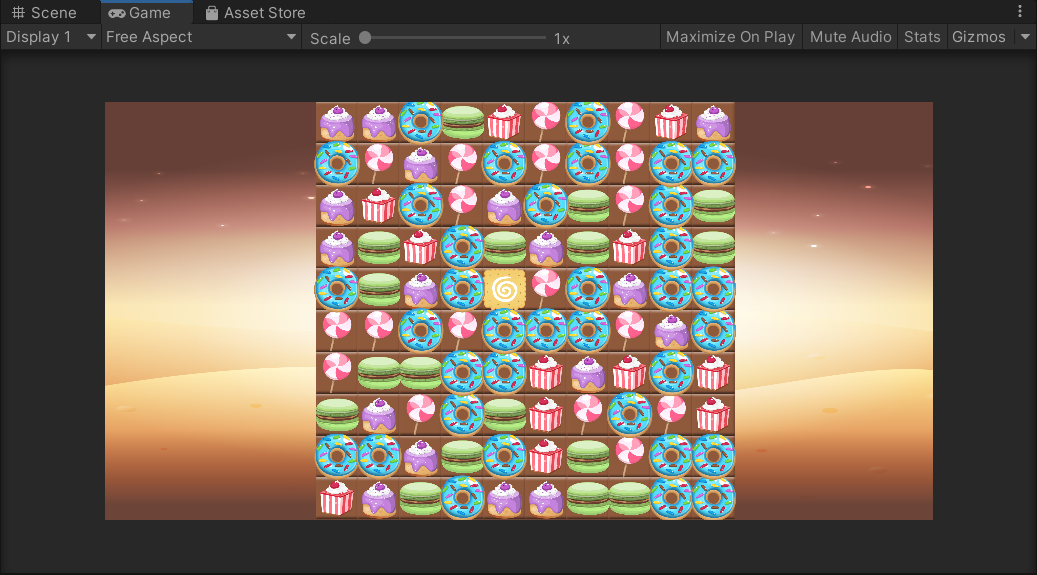 Scene Game Asset Store
Display 1 Free Aspect Scale 1x Maximize On Play Mute Audio Stats Gizmos